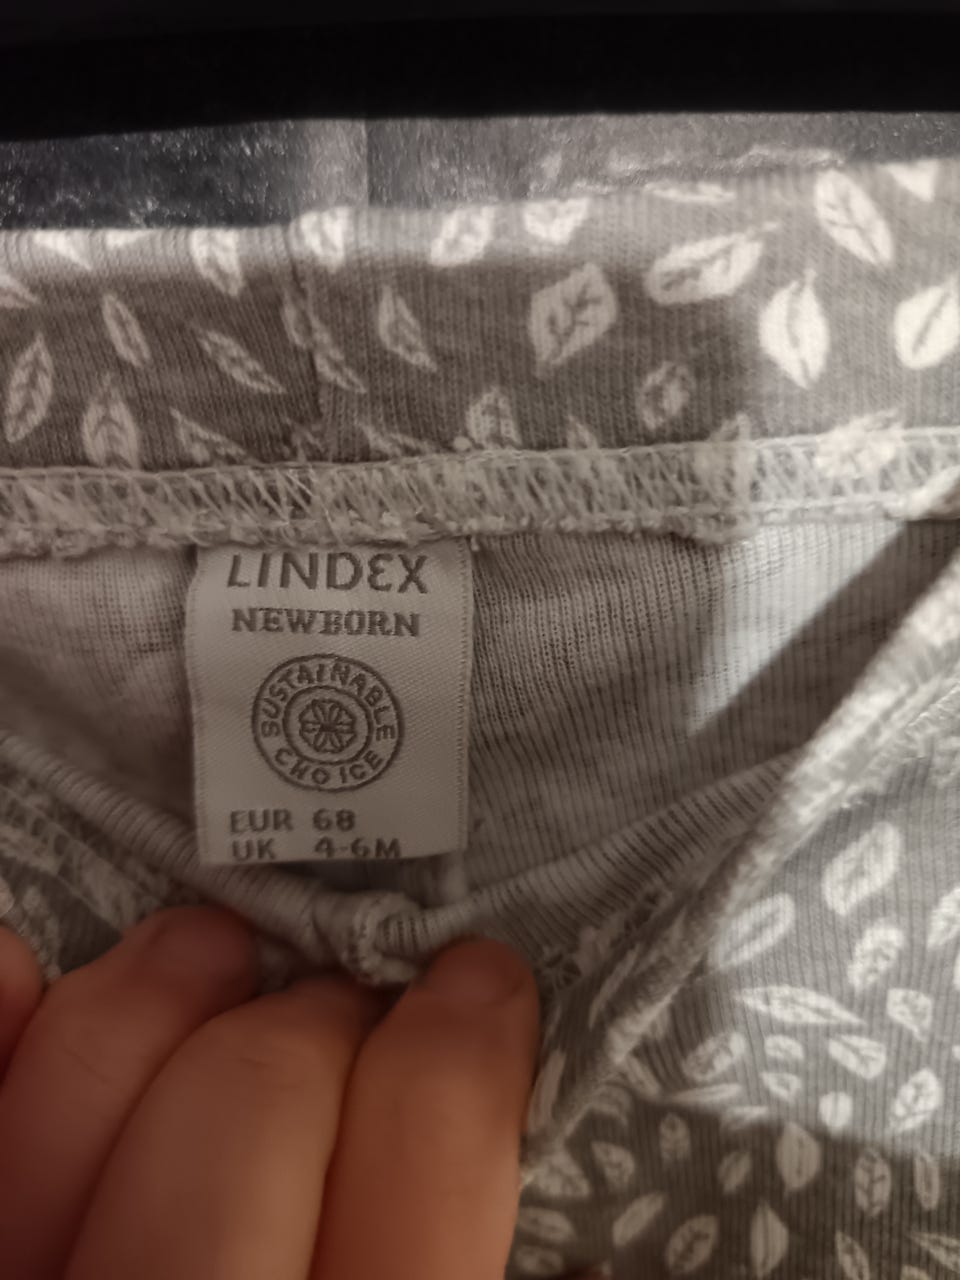 LINDEX
NEWBORN
SUSTAINABLE
CHOICE
EUR 68
UK 4-6M